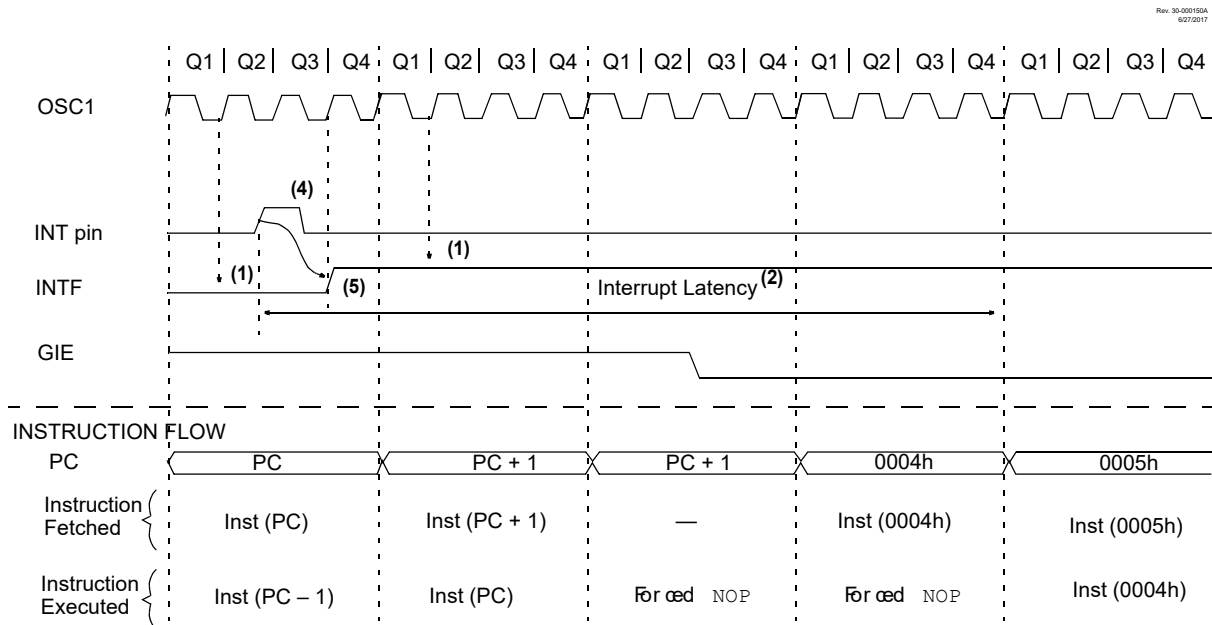 Rev. 30-000150A
6/27/2017
Q1 Q2 Q3 Q4 Q1 Q2 Q3 Q4 Q1 Q2 Q3 Q4 Q1 Q2 Q3 Q4 Q1 Q2 Q3 Q4
OSC1
(4)
INT pin
(1)
(1)
INTF
(5)
Interrupt Latency (2)
GIE
INSTRUCTION FLOW
PC PC PC + 1 PC + 1 0004h 0005h
Instruction
Fetched
Inst (PC) Inst (PC + 1) — Inst (0004h) Inst (0005h)
Instruction
Executed
Inst (PC – 1) Inst (PC) Forced NOP Forced NOP Inst (0004h)